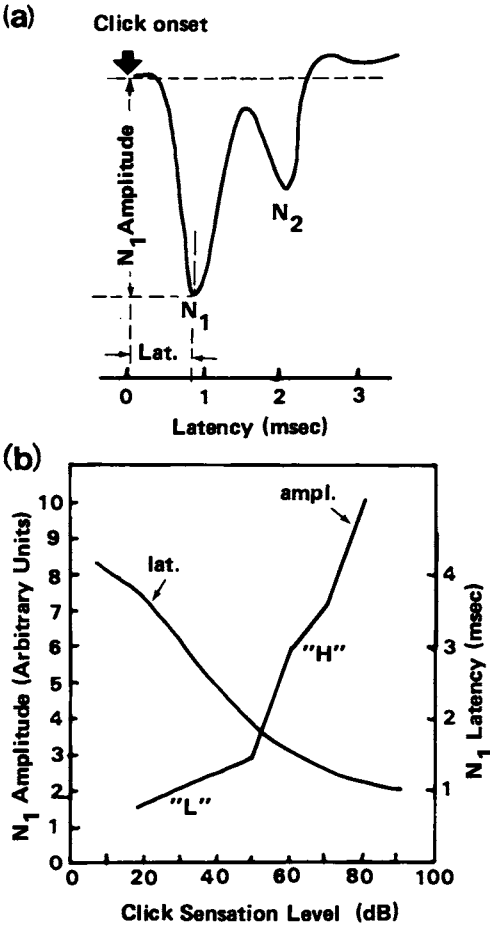 (a)
Click onset
N1 Amplitude
N2
N1
Lat.
0 1 2 3
Latency (msec)
(b)
N1 Amplitude (Arbitrary Units)
10
9
8
7
6
5
4
3
2
1
0
lat.
ampl.
"H"
"L"
4
3
2
1
N1 Latency (msec)
0 20 40 60 80 100
Click Sensation Level (dB)